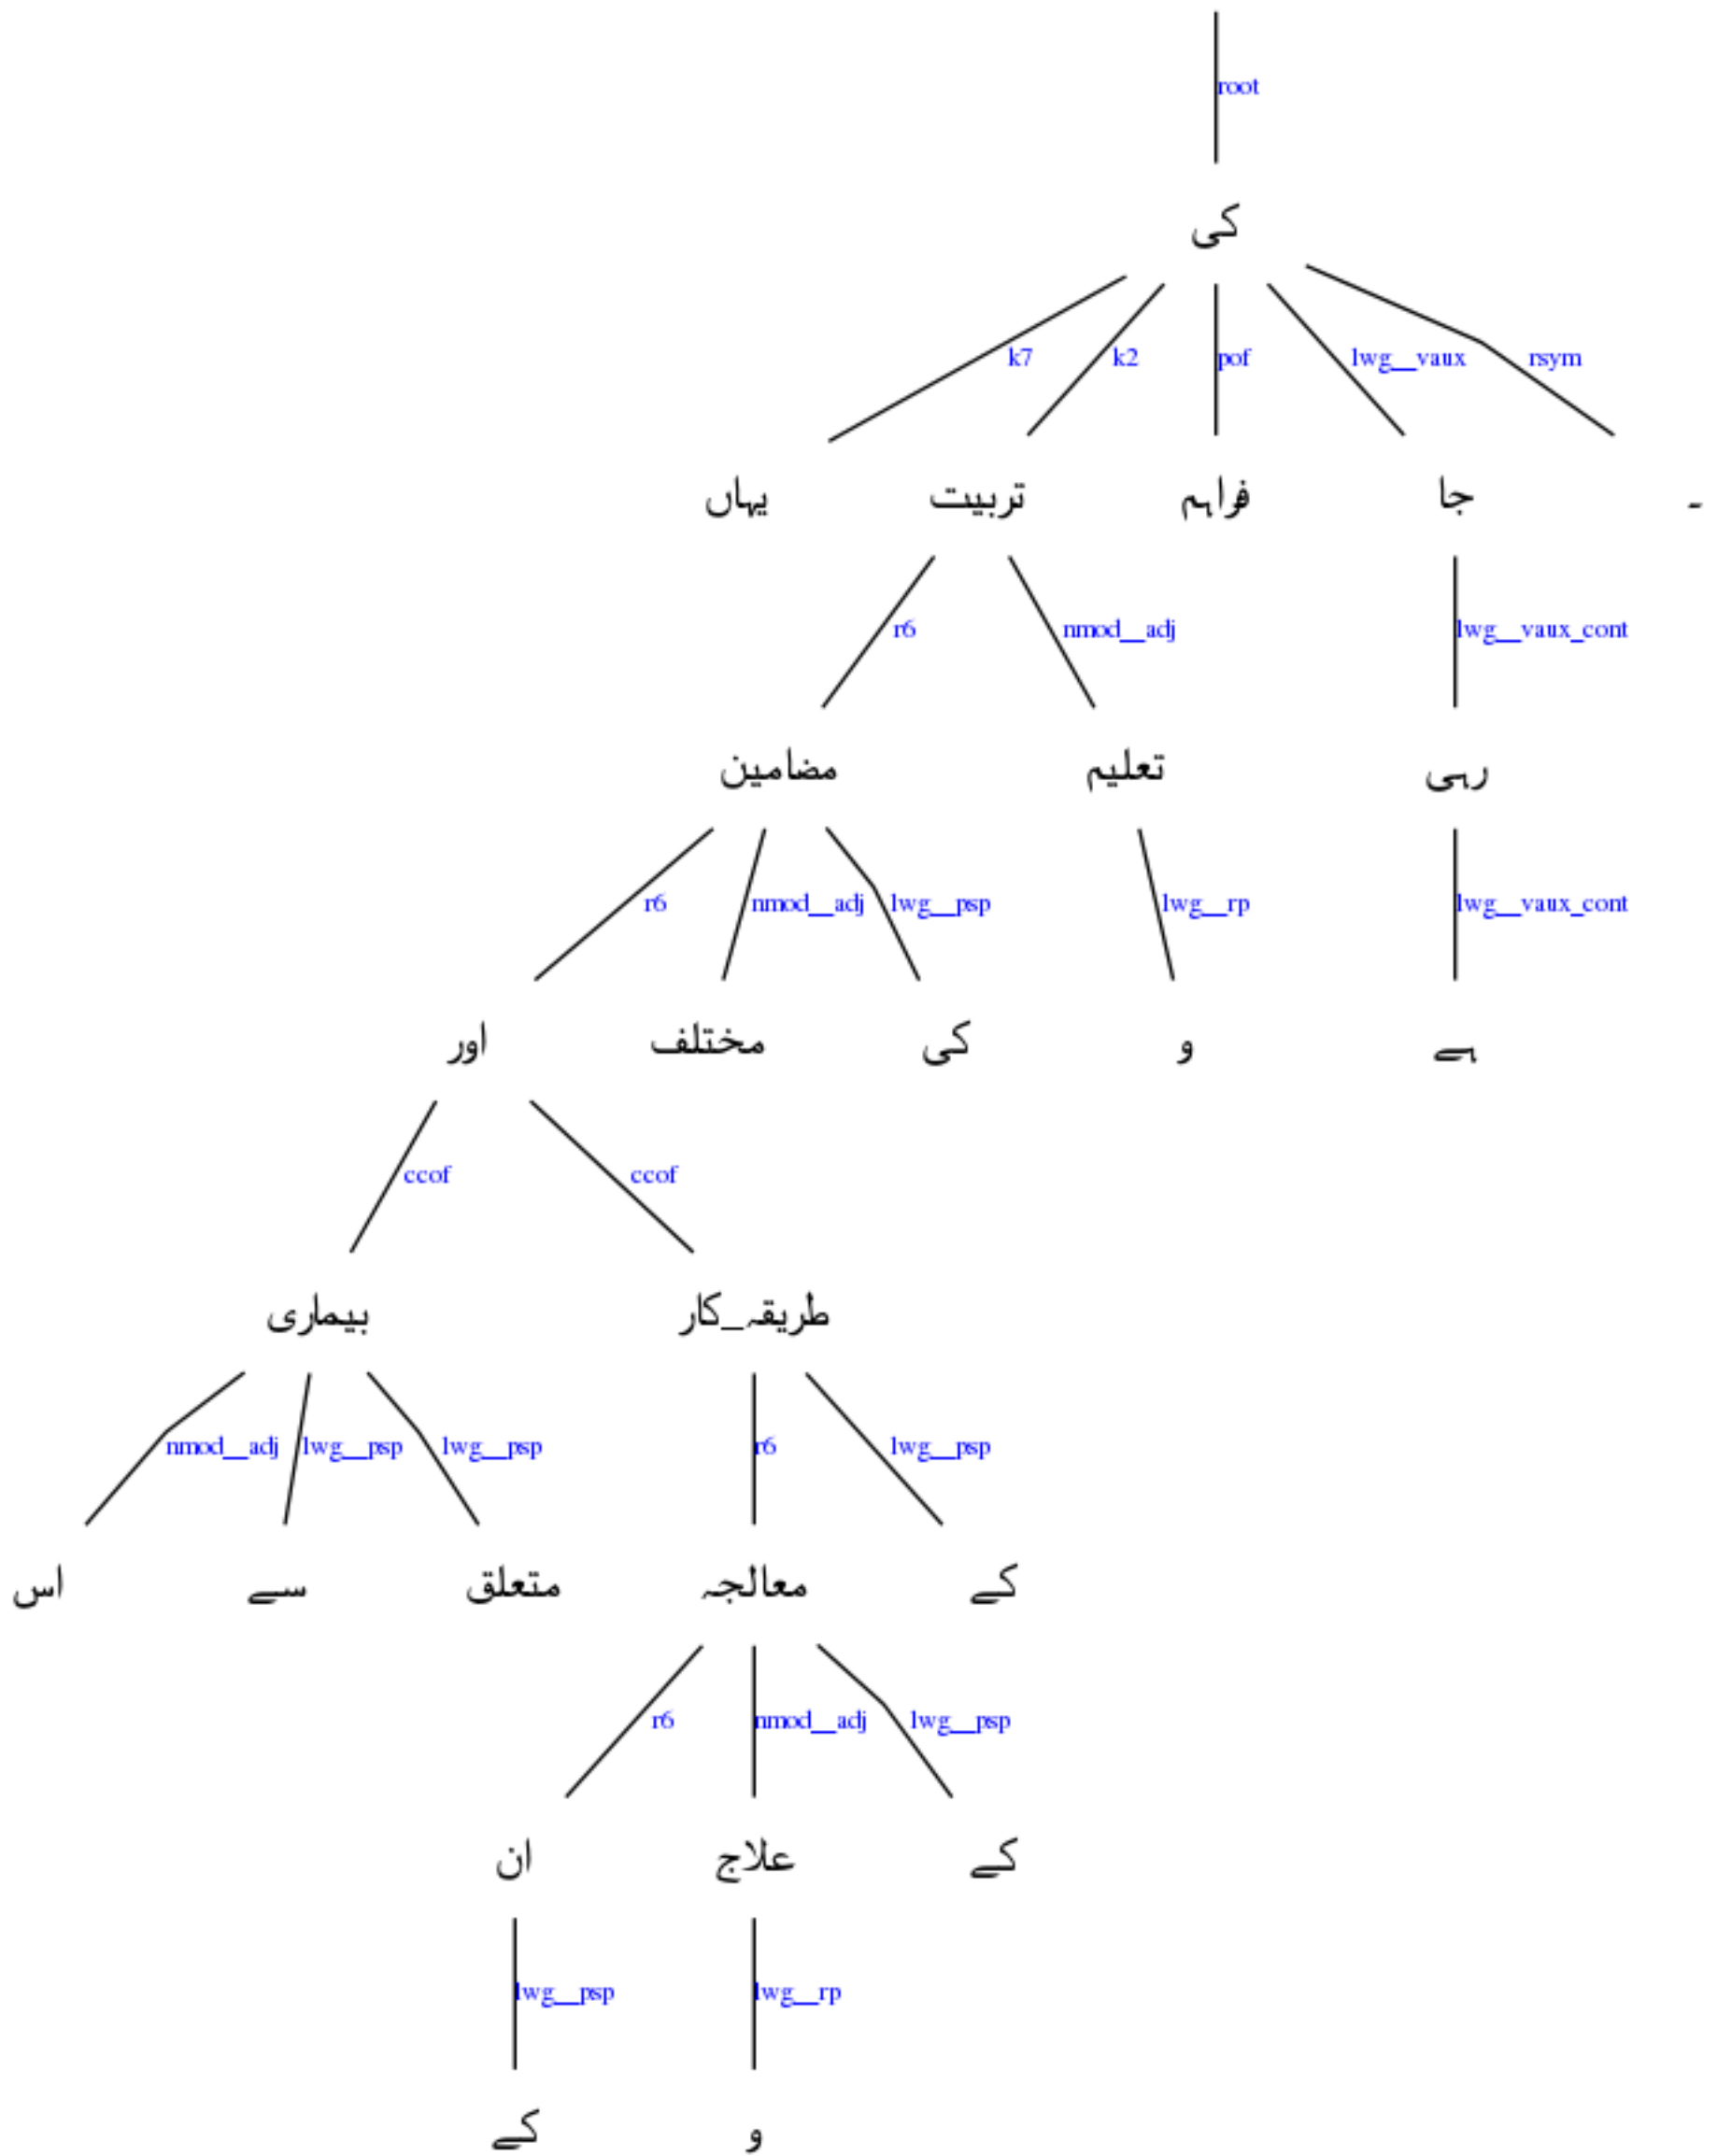 root
کی
k7 k2 pof lwg__vaux rsym
یہاں تربیت فراہم جا ۔
r6 nmod__adj lwg__vaux_cont
مضامین تعلیم رہی
r6 nmod__adj lwg__psp lwg__rp lwg__vaux_cont
اور مختلف کی و ہے
ccof ccof
بیماری طریقہ_کار
nmod__adj lwg__psp lwg__psp r6 lwg__psp
اس سے متعلق معالجہ کے
r6 nmod__adj lwg__psp
ان علاج کے
lwg__psp lwg__rp
کے و